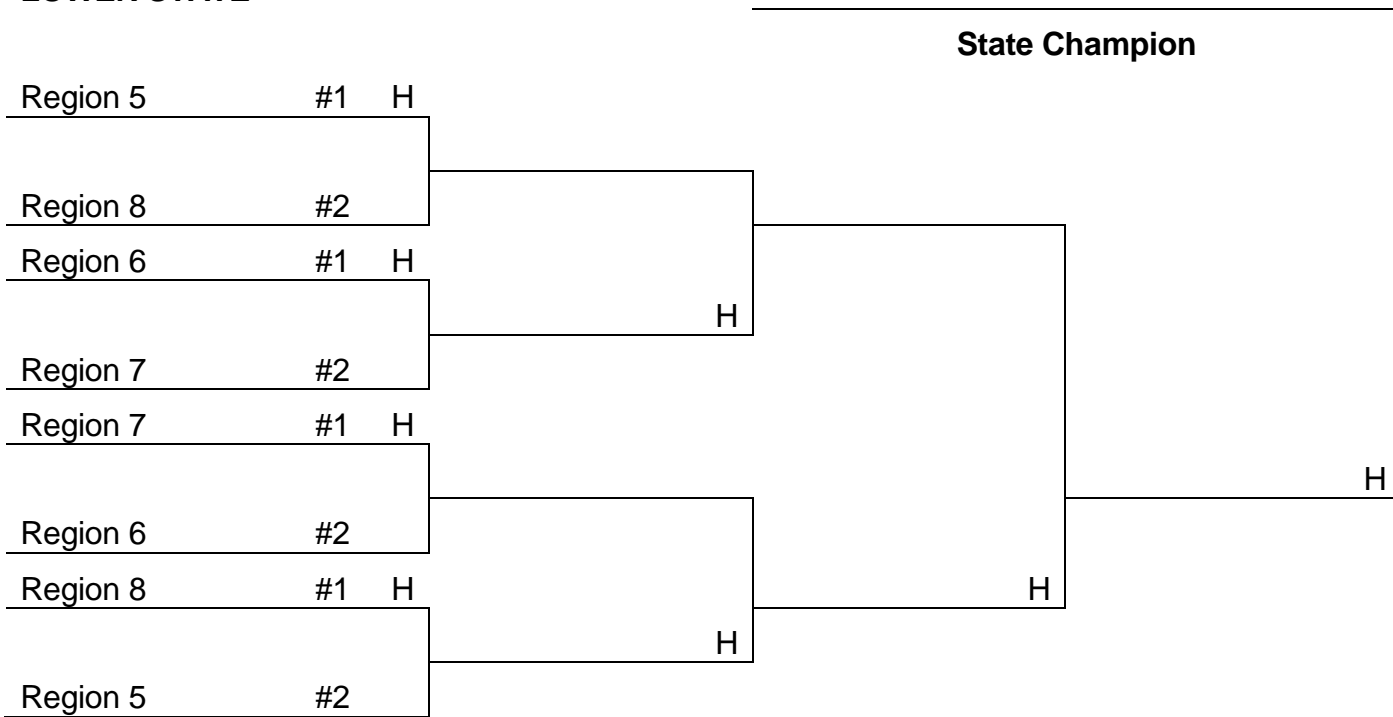 State Champion
Region 5 #1 H
Region 8 #2
Region 6 #1 H
H
Region 7 #2
Region 7 #1 H
H
Region 6 #2
Region 8 #1 H
H
H
Region 5 #2